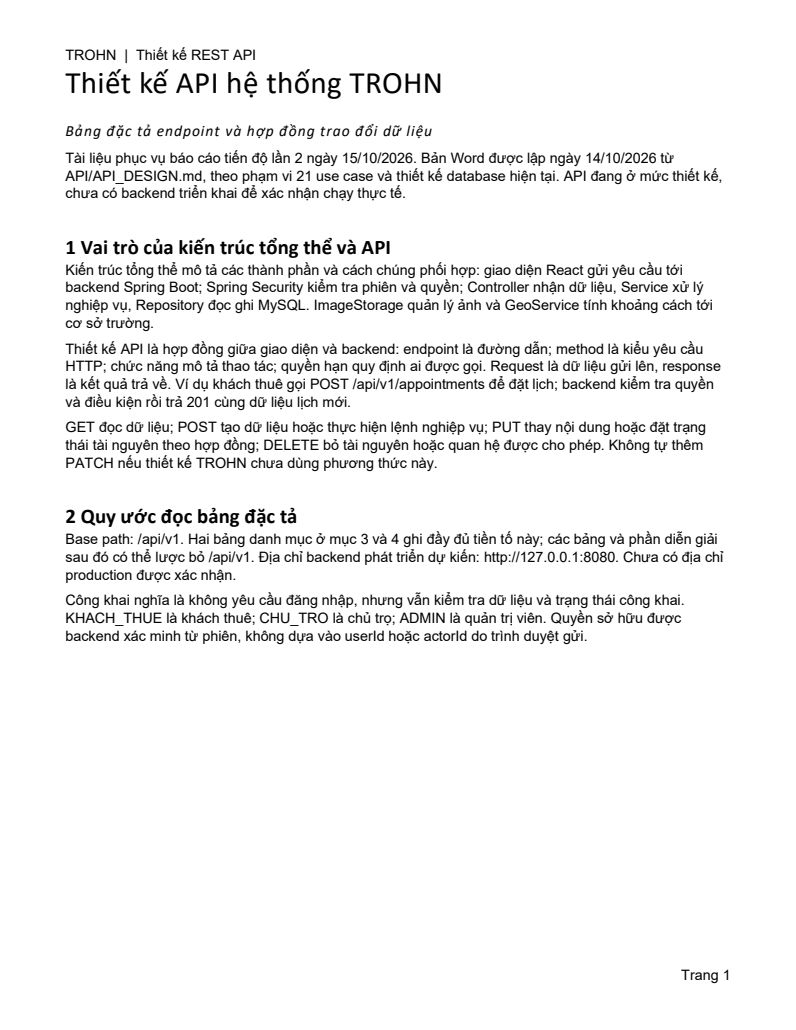 TROHN | Thiết kế REST API
Thiết kế API hệ thống TROHN
Bảng đặc tả endpoint và hợp đồng trao đổi dữ liệu
Tài liệu phục vụ báo cáo tiến độ lần 2 ngày 15/10/2026. Bản Word được lập ngày 14/10/2026 từ
API/API_DESIGN.md, theo phạm vi 21 use case và thiết kế database hiện tại. API đang ở mức thiết kế,
chưa có backend triển khai để xác nhận chạy thực tế.
1 Vai trò của kiến trúc tổng thể và API
Kiến trúc tổng thể mô tả các thành phần và cách chúng phối hợp: giao diện React gửi yêu cầu tới
backend Spring Boot; Spring Security kiểm tra phiên và quyền; Controller nhận dữ liệu, Service xử lý
nghiệp vụ, Repository đọc ghi MySQL. ImageStorage quản lý ảnh và GeoService tính khoảng cách tới
cơ sở trường.
Thiết kế API là hợp đồng giữa giao diện và backend: endpoint là đường dẫn; method là kiểu yêu cầu
HTTP; chức năng mô tả thao tác; quyền hạn quy định ai được gọi. Request là dữ liệu gửi lên, response
là kết quả trả về. Ví dụ khách thuê gọi POST /api/v1/appointments để đặt lịch; backend kiểm tra quyền
và điều kiện rồi trả 201 cùng dữ liệu lịch mới.
GET đọc dữ liệu; POST tạo dữ liệu hoặc thực hiện lệnh nghiệp vụ; PUT thay nội dung hoặc đặt trạng
thái tài nguyên theo hợp đồng; DELETE bỏ tài nguyên hoặc quan hệ được cho phép. Không tự thêm
PATCH nếu thiết kế TROHN chưa dùng phương thức này.
2 Quy ước đọc bảng đặc tả
Base path: /api/v1. Hai bảng danh mục ở mục 3 và 4 ghi đầy đủ tiền tố này; các bảng và phần diễn giải
sau đó có thể lược bỏ /api/v1. Địa chỉ backend phát triển dự kiến: http://127.0.0.1:8080. Chưa có địa chỉ
production được xác nhận.
Công khai nghĩa là không yêu cầu đăng nhập, nhưng vẫn kiểm tra dữ liệu và trạng thái công khai.
KHACH_THUE là khách thuê; CHU_TRO là chủ trọ; ADMIN là quản trị viên. Quyền sở hữu được
backend xác minh từ phiên, không dựa vào userId hoặc actorId do trình duyệt gửi.
Trang 1